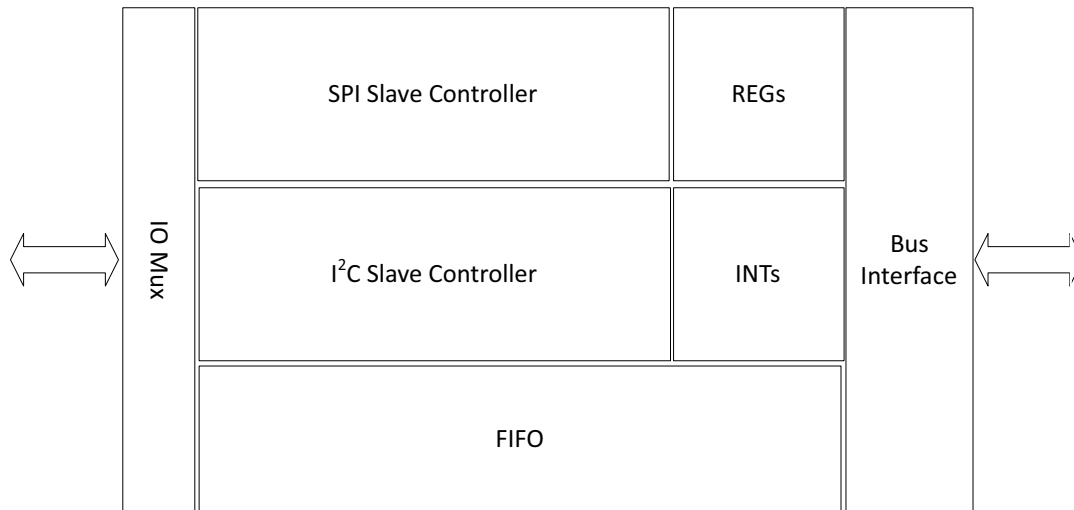 SPI Slave Controller
REGs
IO Mux
I²C Slave Controller
INTs
Bus
Interface
FIFO